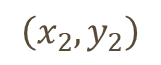 (x₂, y₂)